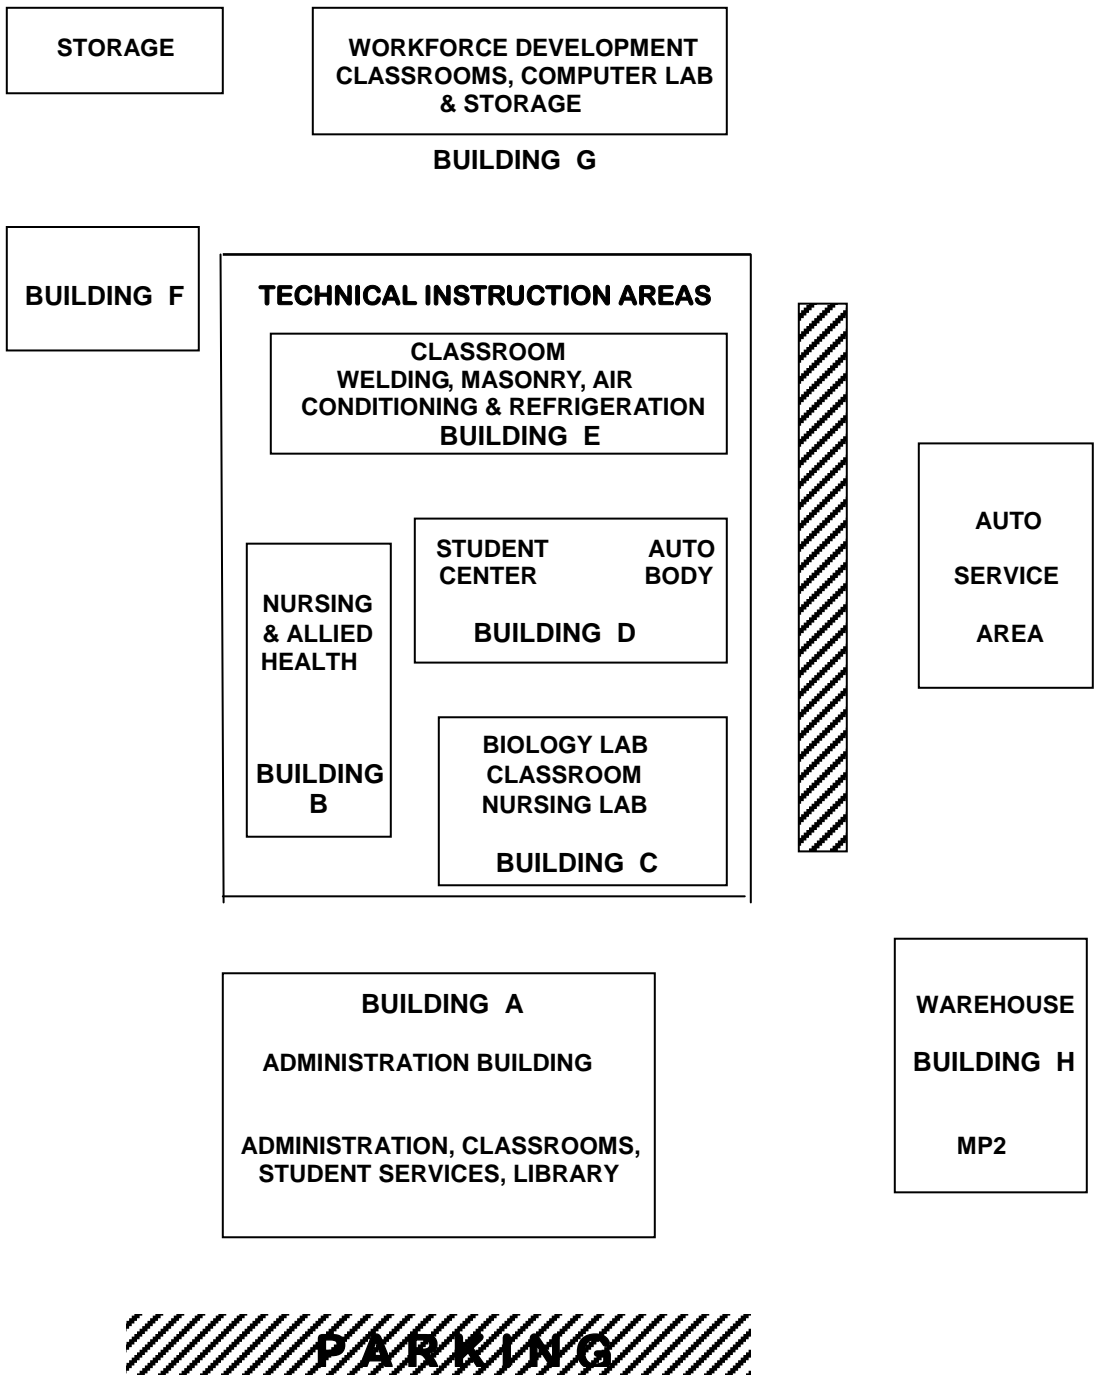 STORAGE
WORKFORCE DEVELOPMENT
CLASSROOMS, COMPUTER LAB
& STORAGE
BUILDING G
BUILDING F
TECHNICAL INSTRUCTION AREAS
CLASSROOM
WELDING, MASONRY, AIR
CONDITIONING & REFRIGERATION
BUILDING E
STUDENT
CENTER
AUTO
BODY
BUILDING D
NURSING
& ALLIED
HEALTH
BUILDING
B
BIOLOGY LAB
CLASSROOM
NURSING LAB
BUILDING C
AUTO
SERVICE
AREA
BUILDING A
ADMINISTRATION BUILDING
ADMINISTRATION, CLASSROOMS,
STUDENT SERVICES, LIBRARY
WAREHOUSE
BUILDING H
MP2
PARKING